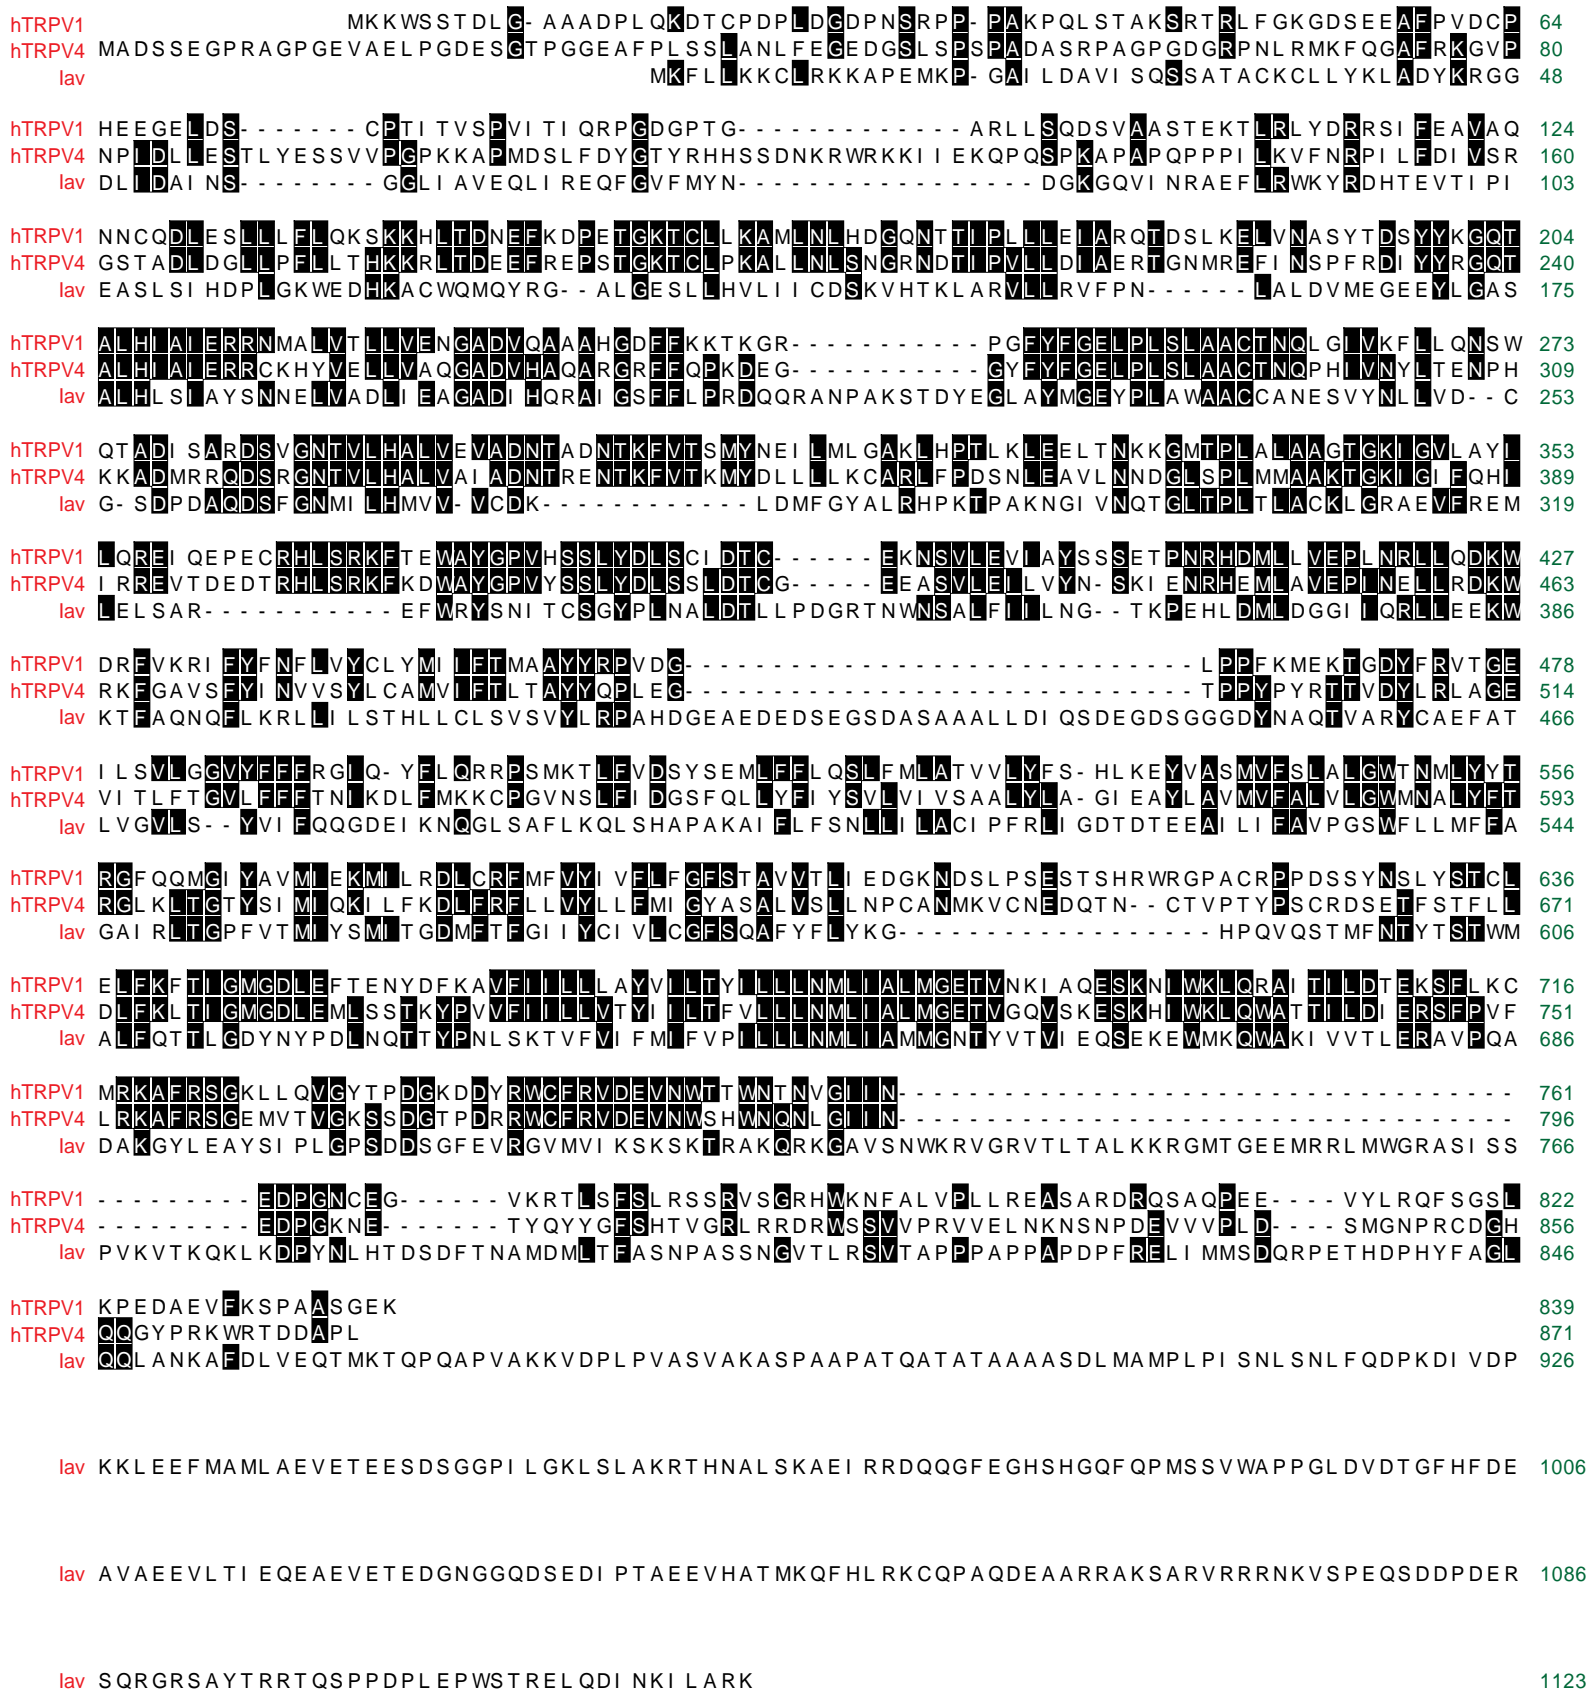 hTRPV1 MKKWSSTDLG-AAADPLQKDTCPDPLDGDPNSRPP-PAKPQLSTAKSRTRLFGKGDSEEAFPVDCP 64
hTRPV4 MADSSEGPRAGPGEVAELPGDESGTPGGEAFPLSSLANLFEGEDGSLSPSPADASRPAGPGDGRPNLRMKFQGAFRKGVP 80
Iav MKFLLKKCLRKKAPEMKP-GAILDAVISQSSATACKCLLYKLADYKRGG 48
hTRPV1 HEEGELDS-------CPTITVSPVITIQRPGDGPTG-------------ARLLSQDSVAASTEKTLRLYDRRSIFEAVAQ 124
hTRPV4 NPIDLLESTLYESSVVPGPKKAPMDSLFDYGTYRHHSSDNKRWRKKIIEKQPQSPKAPAPQPPPILKVFNRPILFDIVSR 160
Iav DLIDAINS--------GGLIAVEQLIREQFGVFMYN-----------------DGKGQVINRAEFLRWKYRDHTEVTIPI 103
hTRPV1 NNCQDLESLLLFLQKSKKHLTDNEFKDPETGKTCLLKAMLNLHDGQNTTIPLLLEIARQTDSLKELVNASYTDSYYKGQT 204
hTRPV4 GSTADLDGLLPFLLTHKKRLTDEEFREPSTGKTCLPKALLNLSNGRNDTIPVLLDIAERTGNMREFINSPFRDIYYRGQT 240
Iav EASLSIHDPLGKWEDHKACWQMQYRG--ALGESLLHVLIICDSKVHTKLARVLLRVFPN------LALDVMEGEEYLGAS 175
hTRPV1 ALHIAIERRNMALVTLLVENGADVQAAAHGDFFKKTKGR-----------PGFYFGELPLSLAACTNQLGIVKFLLQNSW 273
hTRPV4 ALHIAIERRCKHYVELLVAQGADVHAQARGRFFQPKDEG-----------GYFYFGELPLSLAACTNQPHIVNYLTENPH 309
Iav ALHLSIAYSNNELVADLIEAGADIHQRAIGSFFLPRDQQRANPAKSTDYEGLAYMGEYPLAWAACCANESVYNLLVD--C 253
hTRPV1 QTADISARDSVGNTVLHALVEVADNTADNTKFVTSMYNEILMLGAKLHPTLKLEELTNKKGMTPLALAAGTGKIGVLAYI 353
hTRPV4 KKADMRRQDSRGNTVLHALVAIADNTRENTKFVTKMYDLLLLKCARLFPDSNLEAVLNNDGLSPLMMAAKTGKIGIFQHI 389
Iav G-SDPDAQDSFGNMILHMVV-VCDK------------LDMFGYALRHPKTPAKNGIVNQTGLTPLTLACKLGRAEVFREM 319
hTRPV1 LQREIQEPECRHLSRKFTEWAYGPVHSSLYDLSCIDTC------EKNSVLEVLAYSSSETPNRHDMLLVEPLNRLLQDKW 427
hTRPV4 IRREVTDEDTRHLSRKFKDWAYGPVYSSLYDLSSLDTCG-----EEASVLEILVYN-SKIENRHEMLAVEPINELLRDKW 463
Iav LELSAR-----------EFWRYSNITCSGYPLNALDTLLPDGRTNWNSALFIILNG--TKPEHLDMLDGGIIQRLLEEKW 386
hTRPV1 DRFVKRIFYFNFLVYCLYMIIFTMAAYYRPVDG-----------------------------LPPFKMEKTGDYFRVTGE 478
hTRPV4 RKFGAVSFYINVVSYLCAMVIFTLTAYYQPLEG-----------------------------TPPYPYRTTVDYLRLAGE 514
Iav KTFAQNQFLKRLLILSTHLLCLSVSVYLRPAHDGEAEDEDSEGSDASAAALLDIQSDEGDSGGGDYNAQTVARYCAEFAT 466
hTRPV1 ILSVLGGVYFFFRGIQ-YFLQRRPSMKTLFVDSYSEMLFFLQSLFMLATVVLYFS-HLKEYVASMVFSLALGWTNMLYYT 556
hTRPV4 VITLFTGVLFFFTNIKDLFMKKCPGVNSLFIDGSFQLLYFIYSVLVIVSAALYLA-GIEAYLAVMVFALVLGWMNALYFT 593
Iav LVGVLS--YVIFQQGDEIKNQGLSAFLKQLSHAPAKAIFLFSNLLILACIPFRLIGDTDTEEAILIFAVPGSWFLLMFFA 544
hTRPV1 RGFQQMGIYAVMIEKMILRDLCRFMFVYIVFLFGFSTAVVTLIEDGKNDSLPSESTSHRWRGPACRPPDSSYNSLYSTCL 636
hTRPV4 RGLKLTGTYSIMIQKILFKDLFRFLLVYLLFMIGYASALVSLLNPCANMKVCNEDQTN--CTVPTYPSCRDSETFSTFLL 671
Iav GAIRLTGPFVTMIYSMITGDMFTFGIIYCIVLCGFSQAFYFLYKG------------------HPQVQSTMFNTYTSTWM 606
hTRPV1 ELFKFTIGMGDLEFTENYDFKAVFIILLLAYVILTYILLLNMLIALMGETVNKIAQESKNIWKLQRAITILDTEKSFLKC 716
hTRPV4 DLFKLTIGMGDLEMLSSTKYPVVFIILLVTYIILTFVLLLNMLIALMGETVGQVSKESKHIWKLQWATTILDIERSFPVF 751
Iav ALFQTTLGDYNYPDLNQTTYPNLSKTVFVIFMIFVPILLLNMLIAMMGNTYVTVIEQSEKEWMKQWAKIVVTLERAVPQA 686
hTRPV1 MRKAFRSGKLLQVGYTPDGKDDYRWCFRVDEVNWTTWNTNVGIIN----------------------------------- 761
hTRPV4 LRKAFRSGEMVTVGKSSDGTPDRRWCFRVDEVNWSHWNQNLGIIN----------------------------------- 796
Iav DAKGYLEAYSIPLGPSDDSGFEVRGVMVIKSKSKTRAKQRKGAVSNWKRVGRVTLTALKKRGMTGEEMRRLMWGRASISS 766
hTRPV1 ---------EDPGNCEG------VKRTLSFSLRSSRVSGRHWKNFALVPLLREASARDRQSAQPEE----VYLRQFSGSL 822
hTRPV4 ---------EDPGKNE-------TYQYYGFSHTVGRLRRDRWSSVVPRVVELNKNSNPDEVVVPLD----SMGNPRCDGH 856
Iav PVKVTKQKLKDPYNLHTDSDFTNAMDMLTFASNPASSNGVTLRSVTAPPPAPPAPDPFRELIMMSDQRPETHDPHYFAGL 846
hTRPV1 KPEDAEVFKSPAASGEK 839
hTRPV4 QQGYPRKWRTDDAPL 871
Iav QQLANKAFDLVEQTMKTQPQAPVAKKVDPLPVASVAKASPAAPATQATATAAAASDLMAMPLPISNLSNLFQDPKDIVDP 926
Iav KKLEEFMAMLAEVETEESDSGGPILGKLSLAKRTHNALSKAEIRRDQQGFEGHSHGQFQPMSSVWAPPGLDVDTGFHFDE 1006
Iav AVAEEVLTIEQEAEVETEDGNGGQDSEDIPTAEEVHATMKQFHLRKCQPAQDEAARRAKSARVRRRNKVSPEQSDDPDER 1086
Iav SQRGRSAYTRRTQSPPDPLEPWSTRELQDINKILARK 1123